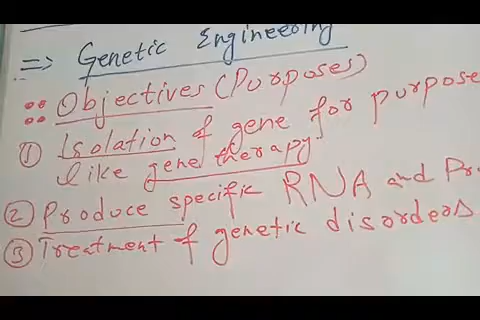 => Genetic Engineering
:: Objectives (Purposes)
① Isolation of gene for purpose
like gene therapy
② Produce specific RNA and Pr
③ Treatment of genetic disorders